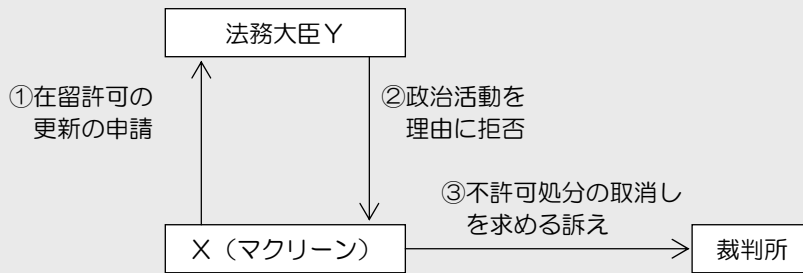 法務大臣Y
①在留許可の
更新の申請
②政治活動を
理由に拒否
③不許可処分の取消し
を求める訴え
X（マクリーン）
裁判所